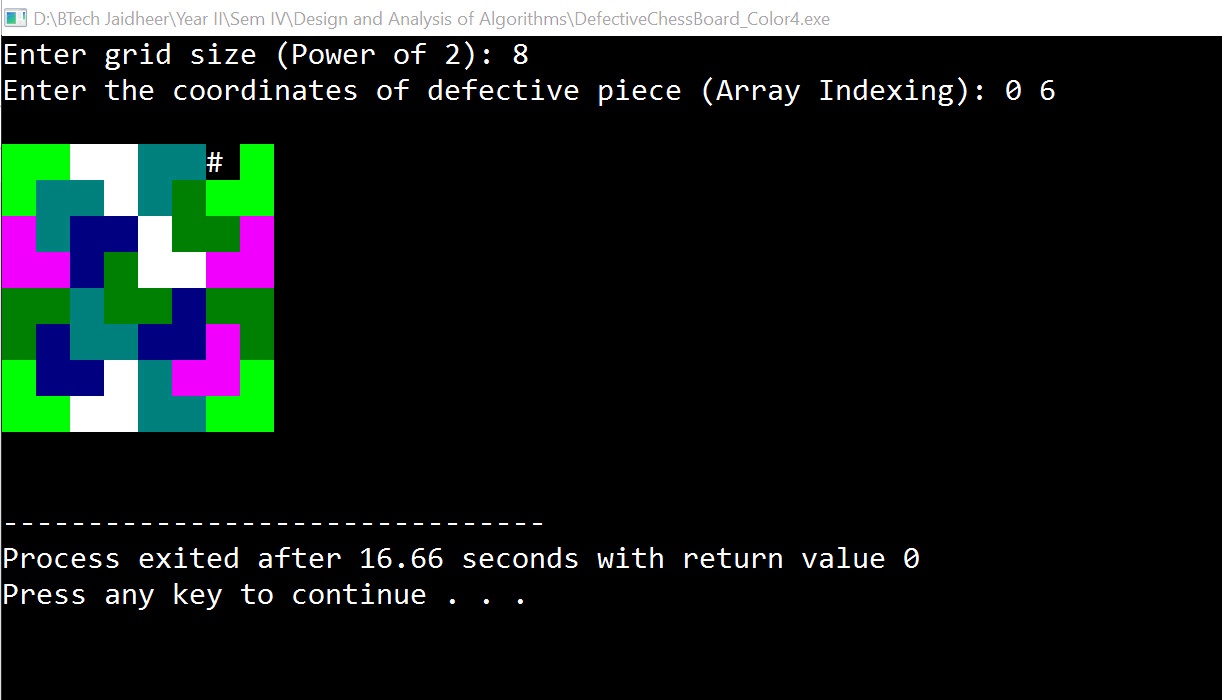 D:\BTech Jaidheer\Year II\Sem IV\Design and Analysis of Algorithms\DefectiveChessBoard_Color4.exe
Enter grid size (Power of 2): 8
Enter the coordinates of defective piece (Array Indexing): 0 6
#
--------------------------------
Process exited after 16.66 seconds with return value 0
Press any key to continue . . .